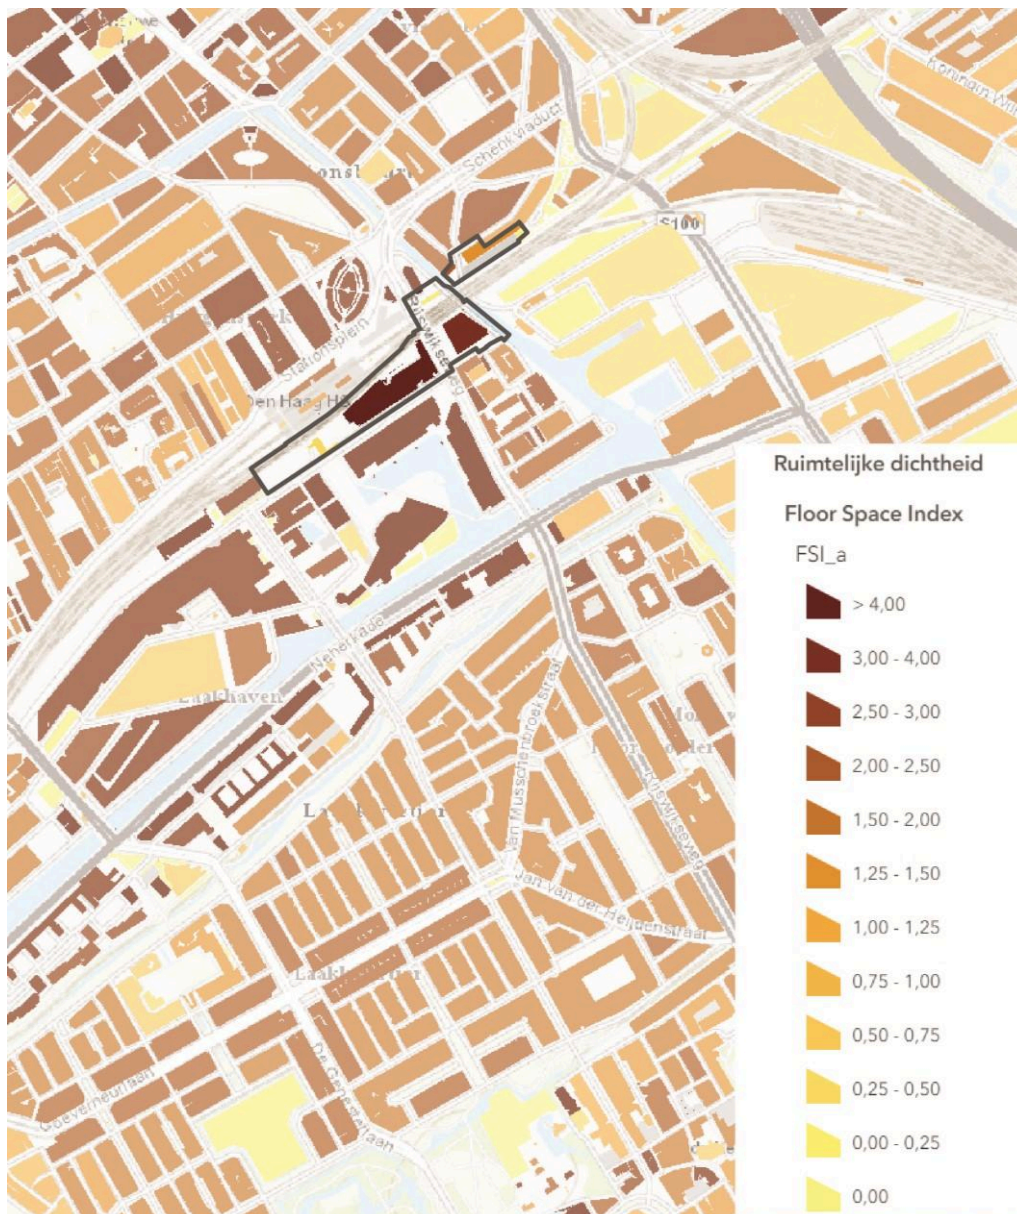 Schenkviaduct
S100
Stationsplein
Rijswijkseweg
Den Haag HS
Neherkade
Laakhaven
Van Musschenbroekstraat
Rijswijkseweg
Jan van der Heijdenstraat
Goeverneurlaan
De Genestetlaan
Ruimtelijke dichtheid
Floor Space Index
FSI_a
> 4,00
3,00 - 4,00
2,50 - 3,00
2,00 - 2,50
1,50 - 2,00
1,25 - 1,50
1,00 - 1,25
0,75 - 1,00
0,50 - 0,75
0,25 - 0,50
0,00 - 0,25
0,00